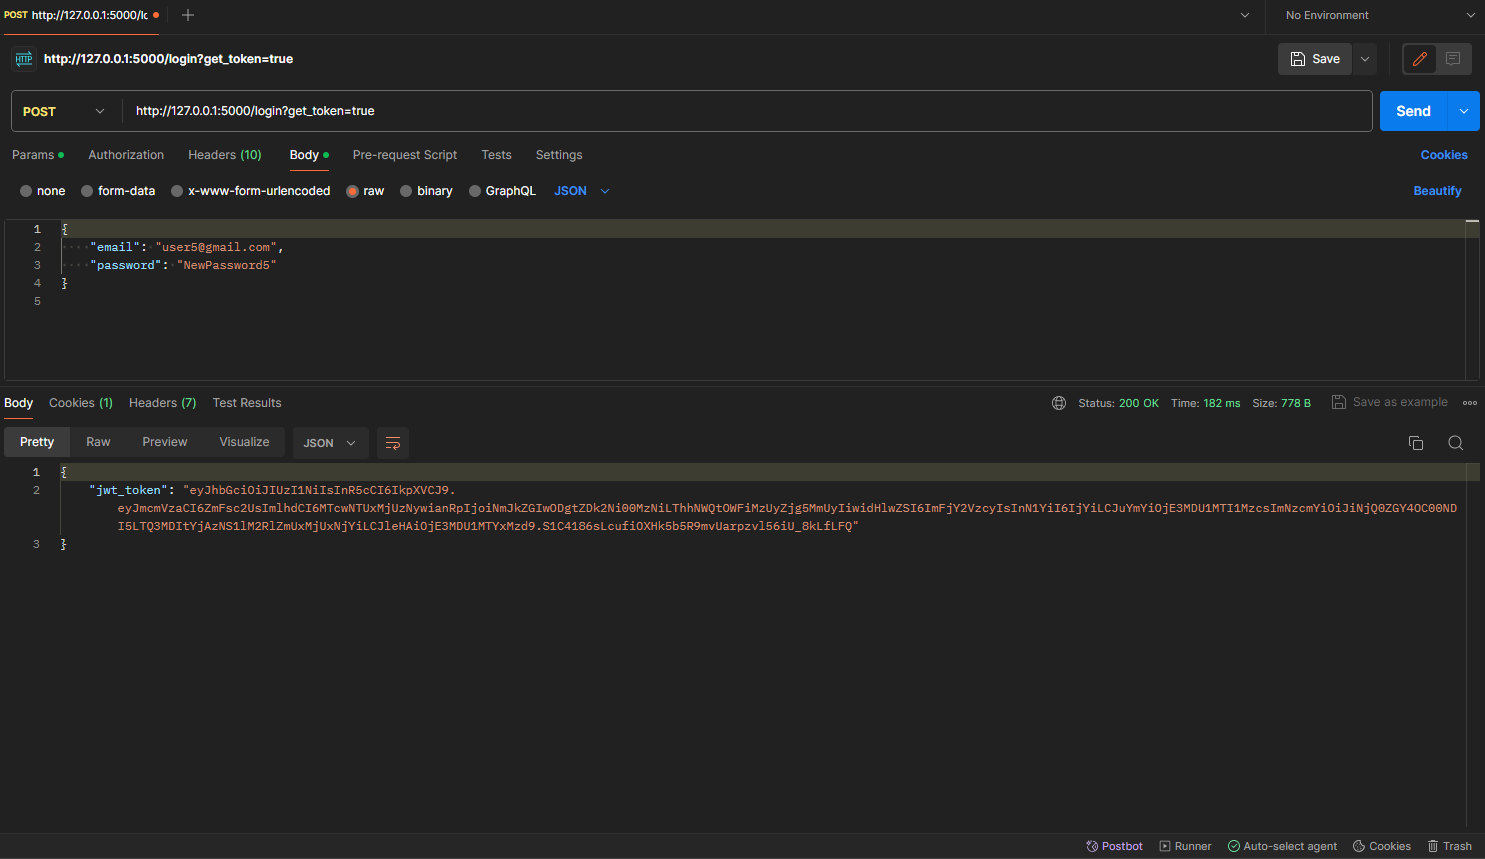 POST http://127.0.0.1:5000/lc
No Environment
HTTP http://127.0.0.1:5000/login?get_token=true
Save
POST http://127.0.0.1:5000/login?get_token=true
Send
Params Authorization Headers (10) Body Pre-request Script Tests Settings Cookies
none form-data x-www-form-urlencoded raw binary GraphQL JSON Beautify
1 {
2 "email": "user5@gmail.com",
3 "password": "NewPassword5"
4 }
5
Body Cookies (1) Headers (7) Test Results Status: 200 OK Time: 182 ms Size: 778 B Save as example
Pretty Raw Preview Visualize JSON
1 {
2 "jwt_token": "eyJhbGciOiJIUzI1NiIsInR5cCI6IkpXVCJ9.
eyJmcmVzaCI6ZmFsc2UsImlhdCI6MTcwNTUxMjUzNywianRpIjoiNmJkZGIwODgtZDk2Ni00MzNiLThhNWQtOWFiMzUyZjg5MmUyIiwidHlwZSI6ImFjY2VzcyIsInN1YiI6IjYiLCJuYmYiOjE3MDU1MTI1MzcsImNzcmYiOiJiNjQ0ZGY4OC00ND
I5LTQ3MDItYjAzNS1lM2RlZmUxMjUxNjYiLCJleHAiOjE3MDU1MTYxMzd9.S1C4186sLcufiOXHk5b5R9mvUarpzvl56iU_8kLfLFQ"
3 }
Postbot Runner Auto-select agent Cookies Trash